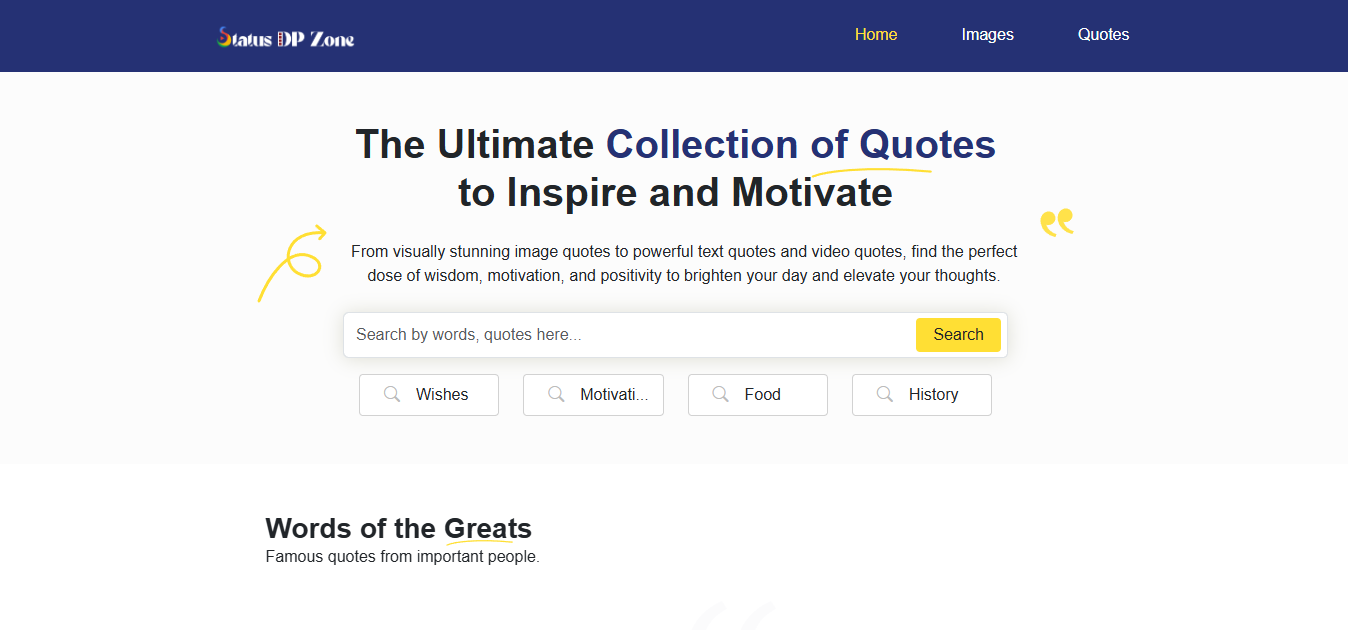 Status DP Zone
Home
Images
Quotes
The Ultimate Collection of Quotes
to Inspire and Motivate
From visually stunning image quotes to powerful text quotes and video quotes, find the perfect
dose of wisdom, motivation, and positivity to brighten your day and elevate your thoughts.
Search by words, quotes here...
Search
Wishes
Motivati...
Food
History
Words of the Greats
Famous quotes from important people.